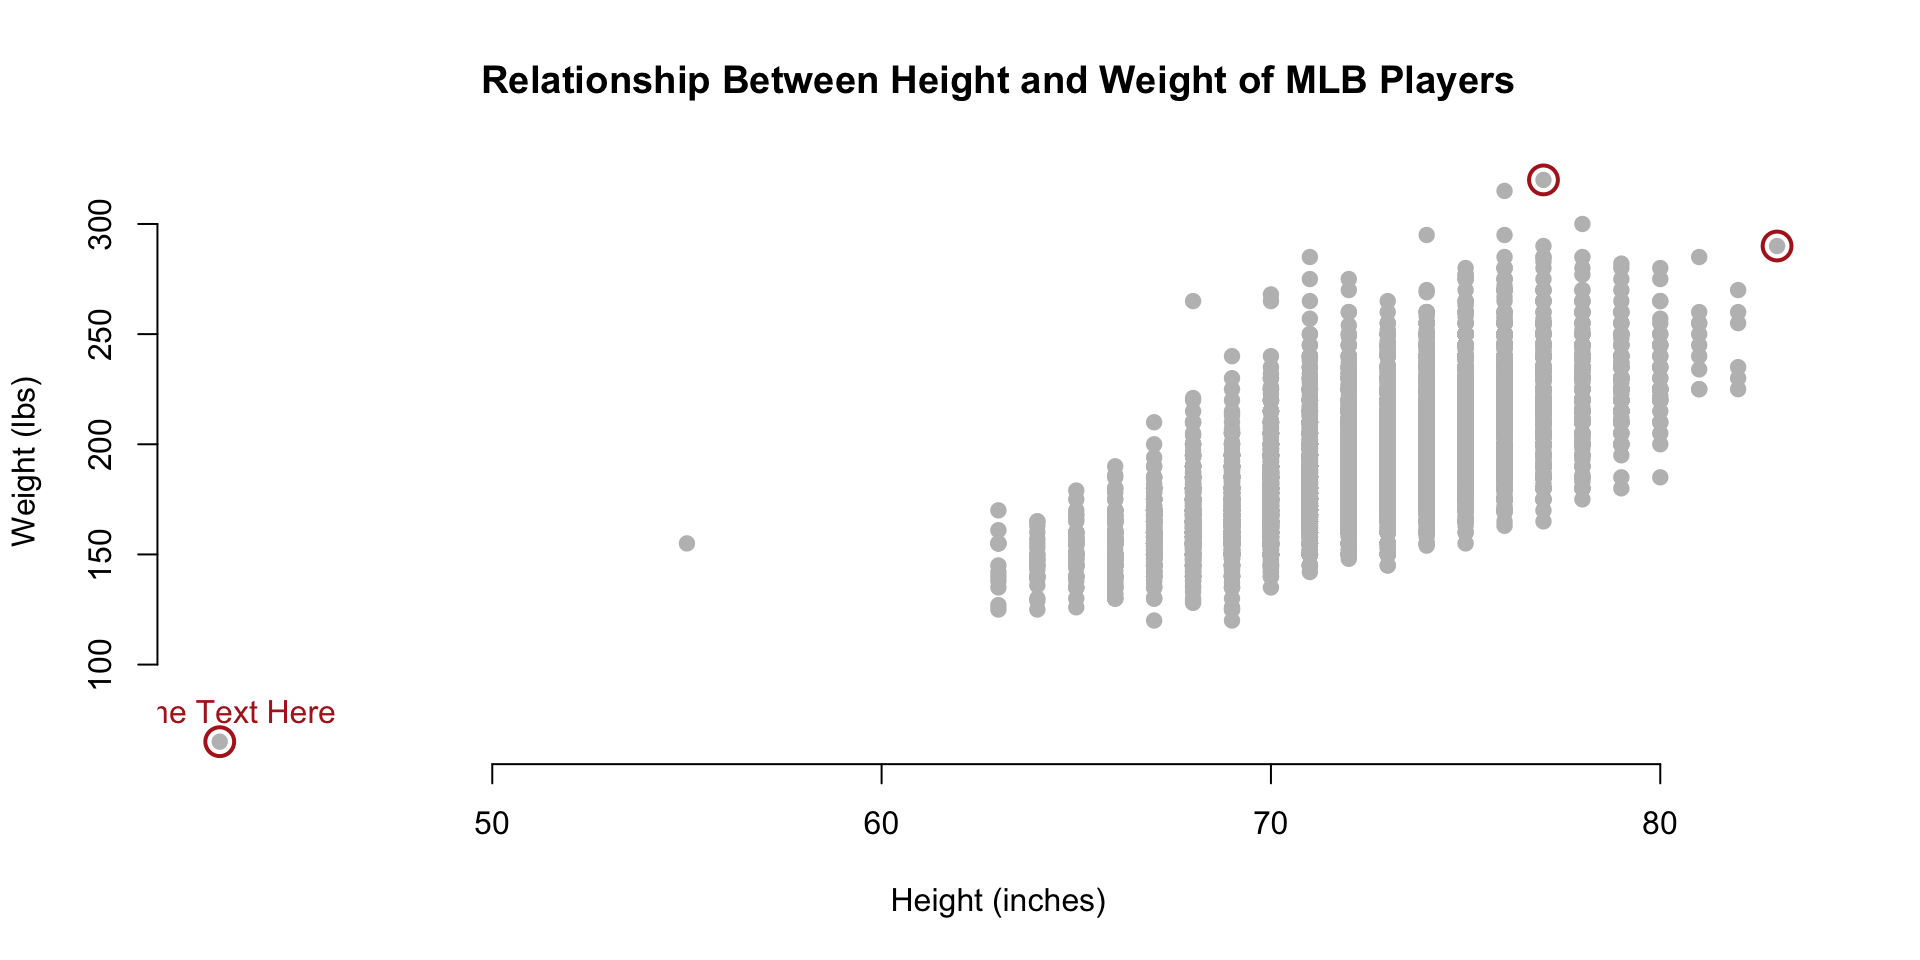 Relationship Between Height and Weight of MLB Players
Weight (lbs)
300
250
200
150
100
ne Text Here
50 60 70 80
Height (inches)